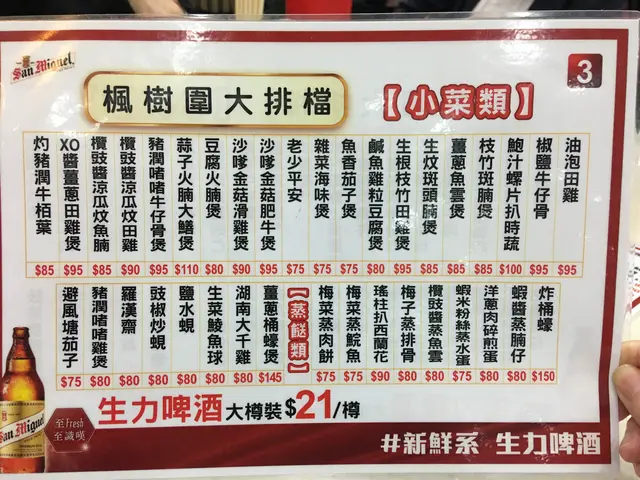 San Miguel
楓樹圍大排檔
【小菜類】
3
油泡田雞 $95
椒鹽牛仔骨 $95
鮑汁螺片扒時蔬 $100
枝竹斑腩煲 $85
薑蔥魚雲煲 $85
生炆斑頭腩煲 $85
生根枝竹田雞煲 $95
鹹魚雞粒豆腐煲 $80
魚香茄子煲 $75
雜菜海味煲 $75
老少平安 $75
沙嗲金菇肥牛煲 $95
沙嗲金菇滑雞煲 $90
豆腐火腩煲 $80
蒜子火腩大鱔煲 $110
豬潤啫啫牛仔骨煲 $95
欖豉醬涼瓜炆田雞 $90
欖豉醬涼瓜炆魚腩 $85
XO醬薑蔥田雞煲 $95
灼豬潤牛栢葉 $85
炸桶蠔 $150
蝦醬蒸腩仔 $80
洋蔥肉碎煎蛋 $80
蝦米粉絲蒸水蛋 $75
欖豉醬蒸魚雲 $80
梅子蒸排骨 $80
瑤柱扒西蘭花 $90
梅菜蒸鯇魚 $75
梅菜蒸肉餅 $75
【蒸餸類】
薑蔥桶蠔煲 $145
湖南大千雞 $80
生菜鯪魚球 $80
鹽水蜆 $80
豉椒炒蜆 $80
羅漢齋 $80
豬潤啫啫雞煲 $80
避風塘茄子 $75
至Fresh
至識嘆
生力啤酒 大樽裝 $21/樽
San Miguel
#新鮮系 生力啤酒